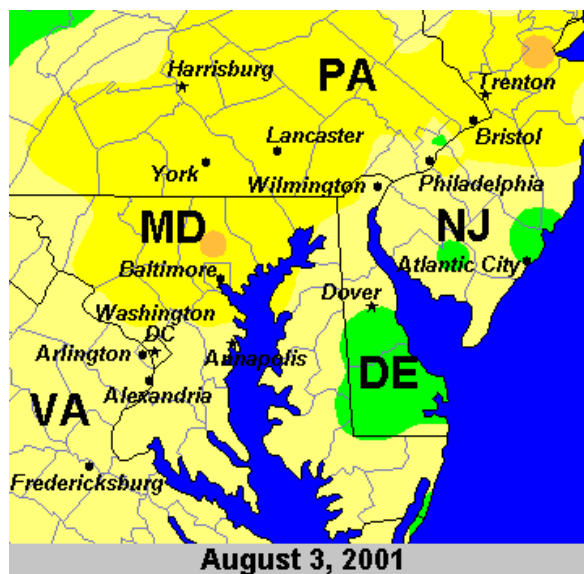 Harrisburg
PA
Trenton
Bristol
Lancaster
York
Wilmington
Philadelphia
MD
NJ
Baltimore
Atlantic City
Dover
Washington
DC
Arlington
Annapolis
DE
Alexandria
VA
Fredericksburg
August 3, 2001